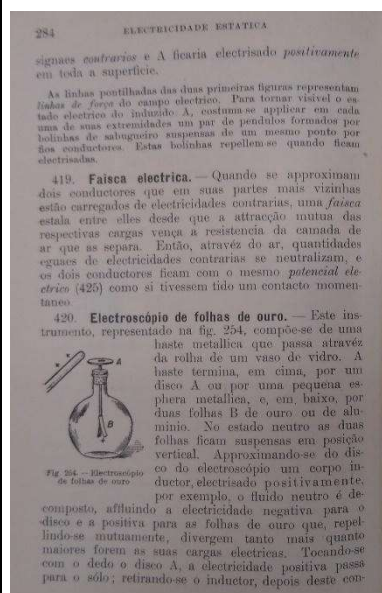 284
ELECTRICIDADE ESTATICA
signaes contrarios e A ficaria electrisado positivamente
em toda a superficie.
As linhas pontilhadas das duas primeiras figuras representam
linhas de força do campo electrico. Para tornar visivel o es-
tado electrico do induzido A, costuma-se applicar em cada
uma de suas extremidades um par de pendulos formados por
bolinhas de sabugueiro suspensas de um mesmo ponto por
fios conductores. Estas bolinhas repellem-se quando ficam
electrisadas.
419. Faisca electrica. — Quando se approximam
dois conductores que em suas partes mais vizinhas
estão carregados de electricidades contrarias, uma faisca
estala entre elles desde que a attracção mutua das
respectivas cargas vença a resistencia da camada de
ar que as separa. Então, atravéz do ar, quantidades
eguaes de electricidades contrarias se neutralizam, e
os dois conductores ficam com o mesmo potencial ele-
ctrico (425) como si tivessem tido um contacto momen-
taneo
420. Electroscópio de folhas de ouro. — Este ins-
trumento, representado na fig. 254, compõe-se de uma
haste metallica que passa atravéz
da rolha de um vaso de vidro. A
haste termina, em cima, por um
disco A ou por uma pequena es-
phera metallica, e, em baixo, por
duas folhas B de ouro ou de alu-
minio. No estado neutro as duas
folhas ficam suspensas em posição
vertical. Approximando-se do dis-
co do electroscópio um corpo in-
ductor, electrisado positivamente,
por exemplo, o fluido neutro é de-
A
B
Fig 254. — Electroscópio
de folhas de ouro
composto, affluindo a electricidade negativa para o
disco e a positiva para as folhas de ouro que, repel-
lindo-se mutuamente, divergem tanto mais quanto
maiores forem as suas cargas electricas. Tocando-se
com o dedo o disco A, a electricidade positiva passa
para o sólo; retirando-se o inductor, depois deste con-